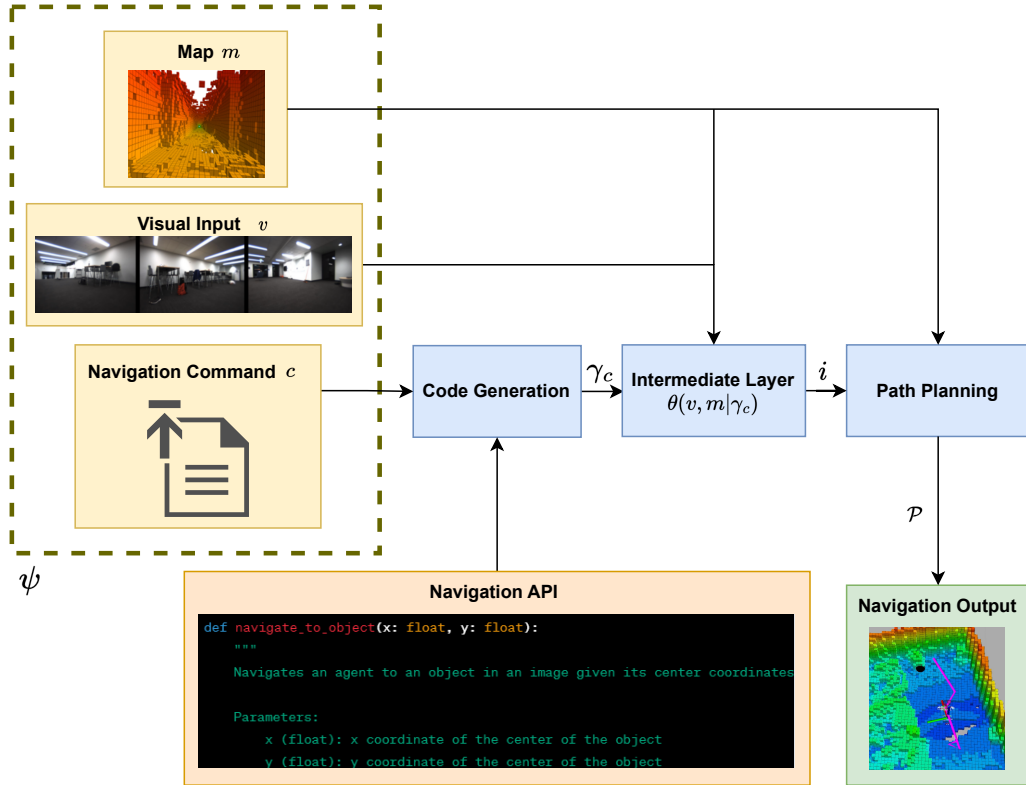 Map m
Visual Input v
Navigation Command c
ψ
Code Generation
γ_c
Intermediate Layer
θ(v, m|γ_c)
i
Path Planning
𝒫
Navigation API
def navigate_to_object(x: float, y: float):
"""
Navigates an agent to an object in an image given its center coordinates
Parameters:
x (float): x coordinate of the center of the object
y (float): y coordinate of the center of the object
Navigation Output